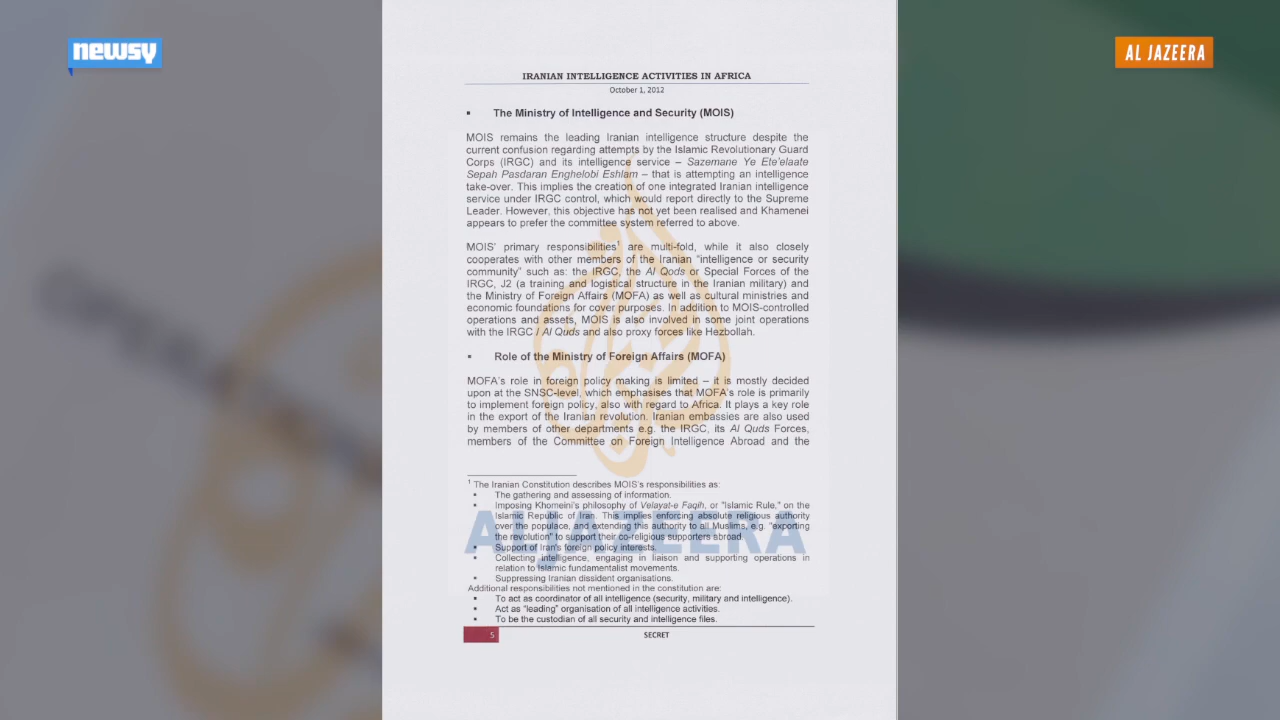 newsy
AL JAZEERA
IRANIAN INTELLIGENCE ACTIVITIES IN AFRICA
October 1, 2012
▪ The Ministry of Intelligence and Security (MOIS)
MOIS remains the leading Iranian intelligence structure despite the
current confusion regarding attempts by the Islamic Revolutionary Guard
Corps (IRGC) and its intelligence service – Sazemane Ye Ete'elaate
Sepah Pasdaran Enghelobi Eshlam – that is attempting an intelligence
take-over. This implies the creation of one integrated Iranian intelligence
service under IRGC control, which would report directly to the Supreme
Leader. However, this objective has not yet been realised and Khamenei
appears to prefer the committee system referred to above.
MOIS' primary responsibilities1 are multi-fold, while it also closely
cooperates with other members of the Iranian "intelligence or security
community" such as: the IRGC, the Al Qods or Special Forces of the
IRGC, J2 (a training and logistical structure in the Iranian military) and
the Ministry of Foreign Affairs (MOFA) as well as cultural ministries and
economic foundations for cover purposes. In addition to MOIS-controlled
operations and assets, MOIS is also involved in some joint operations
with the IRGC / Al Quds and also proxy forces like Hezbollah.
▪ Role of the Ministry of Foreign Affairs (MOFA)
MOFA's role in foreign policy making is limited – it is mostly decided
upon at the SNSC-level, which emphasises that MOFA's role is primarily
to implement foreign policy, also with regard to Africa. It plays a key role
in the export of the Iranian revolution. Iranian embassies are also used
by members of other departments e.g. the IRGC, its Al Quds Forces,
members of the Committee on Foreign Intelligence Abroad and the
1 The Iranian Constitution describes MOIS's responsibilities as:
▪ The gathering and assessing of information.
▪ Imposing Khomeini's philosophy of Velayat-e Faqih, or "Islamic Rule," on the
Islamic Republic of Iran. This implies enforcing absolute religious authority
over the populace, and extending this authority to all Muslims, e.g. "exporting
the revolution" to support their co-religious supporters abroad
▪ Support of Iran's foreign policy interests.
▪ Collecting intelligence, engaging in liaison and supporting operations in
relation to Islamic fundamentalist movements.
▪ Suppressing Iranian dissident organisations.
Additional responsibilities not mentioned in the constitution are:
▪ To act as coordinator of all intelligence (security, military and intelligence).
▪ Act as "leading" organisation of all intelligence activities.
▪ To be the custodian of all security and intelligence files.
ALJAZEERA
5 SECRET